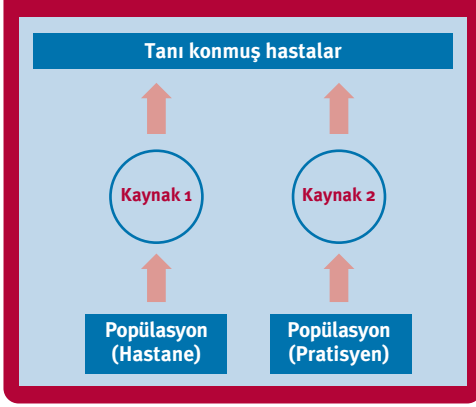 Tanı konmuş hastalar
Kaynak 1
Kaynak 2
Popülasyon
(Hastane)
Popülasyon
(Pratisyen)